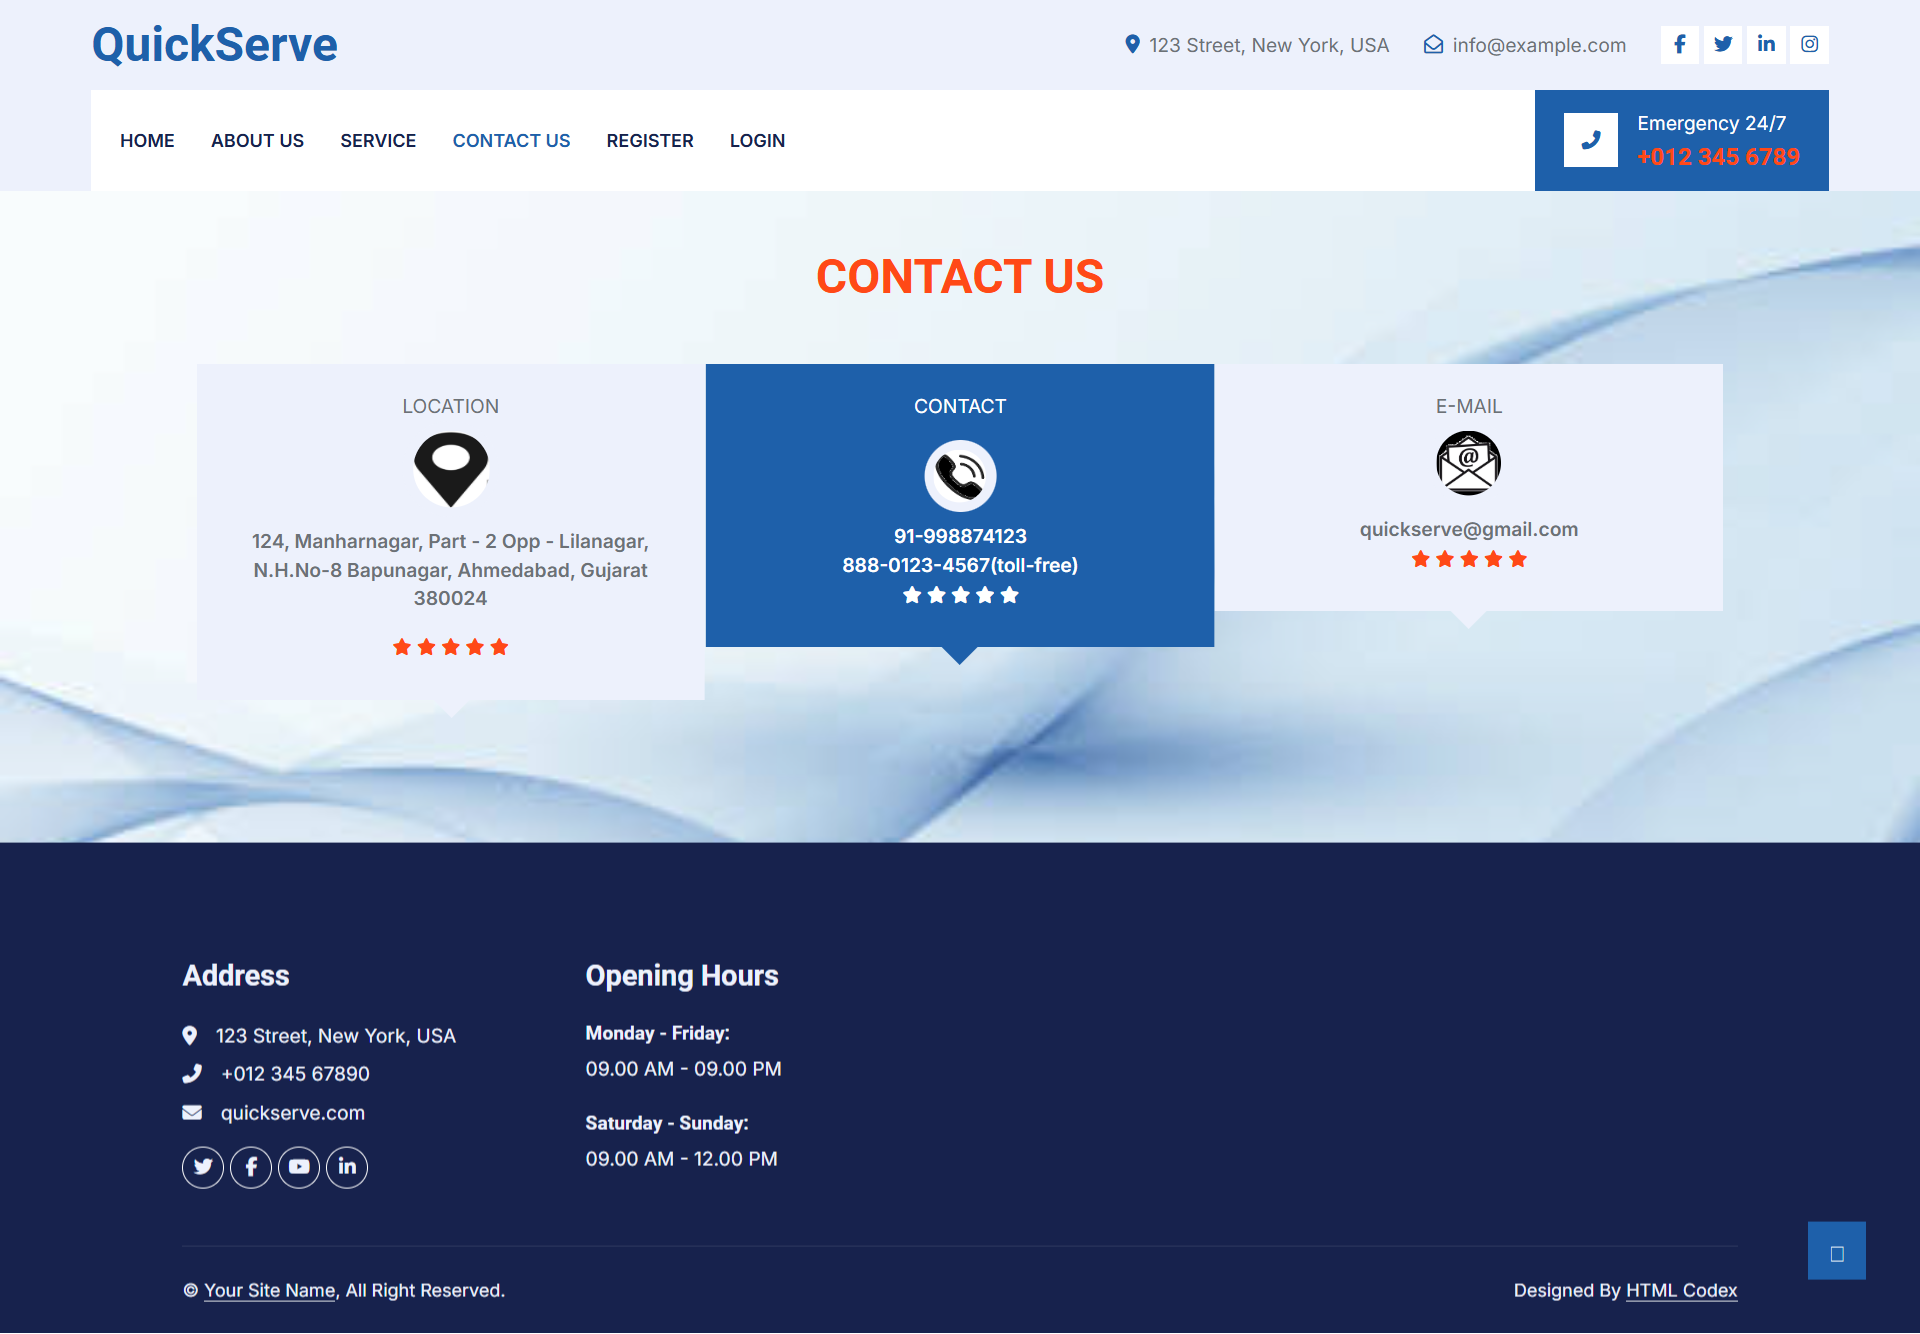 QuickServe
123 Street, New York, USA
info@example.com
HOME
ABOUT US
SERVICE
CONTACT US
REGISTER
LOGIN
Emergency 24/7
+012 345 6789
CONTACT US
LOCATION
124, Manharnagar, Part - 2 Opp - Lilanagar,
N.H.No-8 Bapunagar, Ahmedabad, Gujarat
380024
CONTACT
91-998874123
888-0123-4567(toll-free)
E-MAIL
@
quickserve@gmail.com
Address
123 Street, New York, USA
+012 345 67890
quickserve.com
Opening Hours
Monday - Friday:
09.00 AM - 09.00 PM
Saturday - Sunday:
09.00 AM - 12.00 PM
© Your Site Name, All Right Reserved.
Designed By HTML Codex